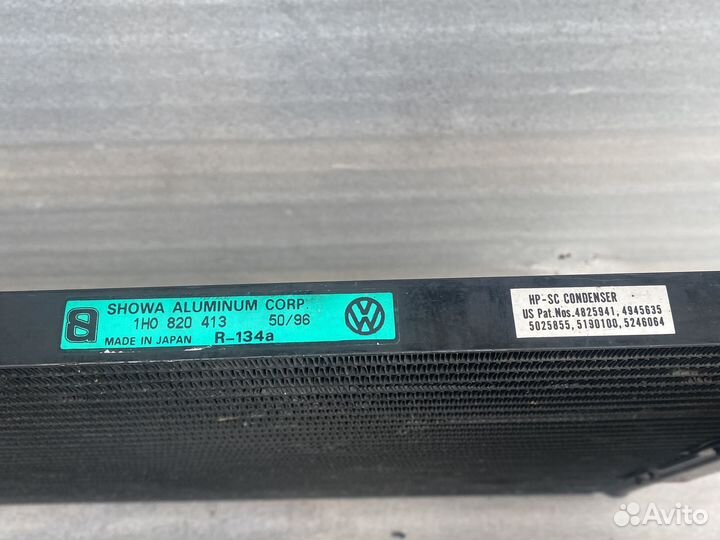 SHOWA ALUMINUM CORP.
1H0 820 413 50/96
MADE IN JAPAN R-134a
HP-SC CONDENSER
US Pat.Nos.4825941, 4945635
5025855, 5190100, 5246064
Avito